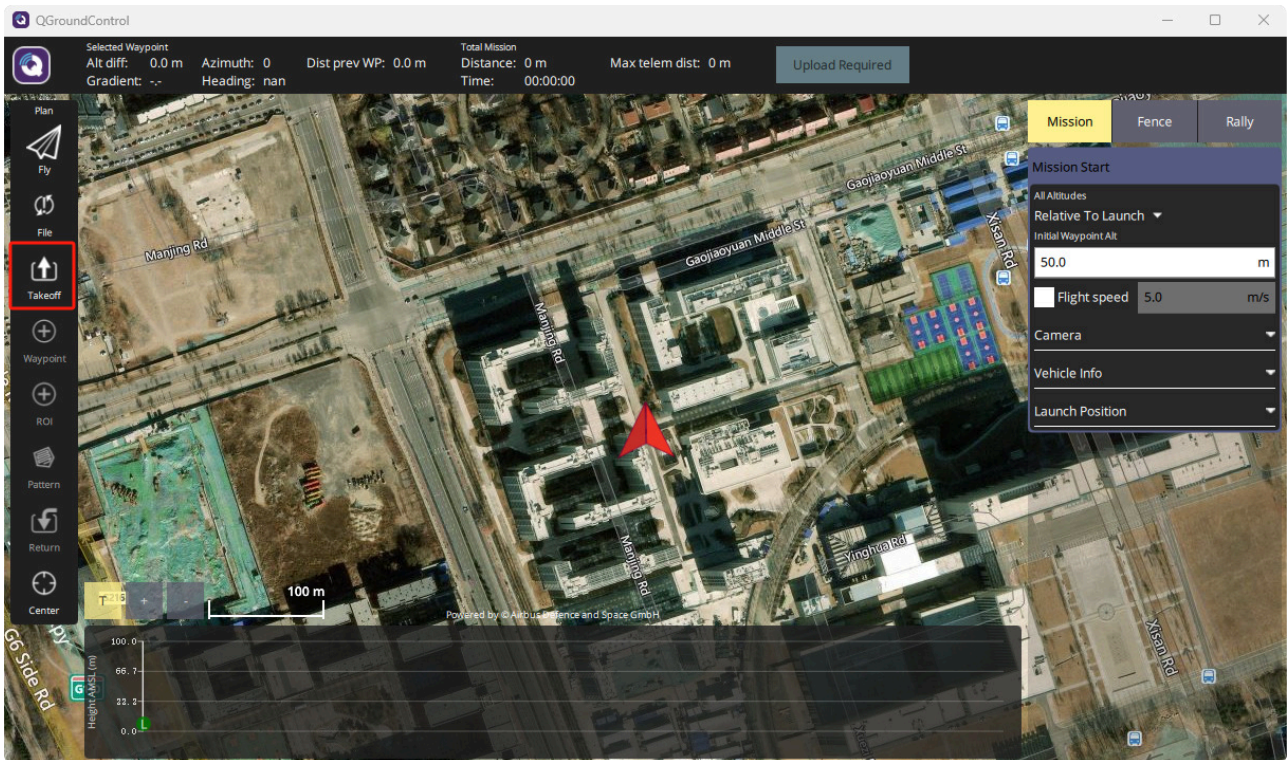 QGroundControl
Selected Waypoint
Alt diff: 0.0 m Azimuth: 0 Dist prev WP: 0.0 m
Gradient: -.- Heading: nan
Total Mission
Distance: 0 m Max telem dist: 0 m
Time: 00:00:00
Upload Required
Plan
Fly
File
Takeoff
Waypoint
ROI
Pattern
Return
Center
Mission Fence Rally
Mission Start
All Altitudes
Relative To Launch
Initial Waypoint Alt
50.0 m
Flight speed 5.0 m/s
Camera
Vehicle Info
Launch Position
Gaojiaoyuan Middle St
Manjing Rd
Gaojiaoyuan Middle St
Xisan Rd
Manjing Rd
Manjing Rd
Yinghua Rd
Xisan Rd
G6 Side Rd
T + -
100 m
Powered by © Airbus Defence and Space GmbH
Height AMSL (m)
100.0
66.7
0.0
L